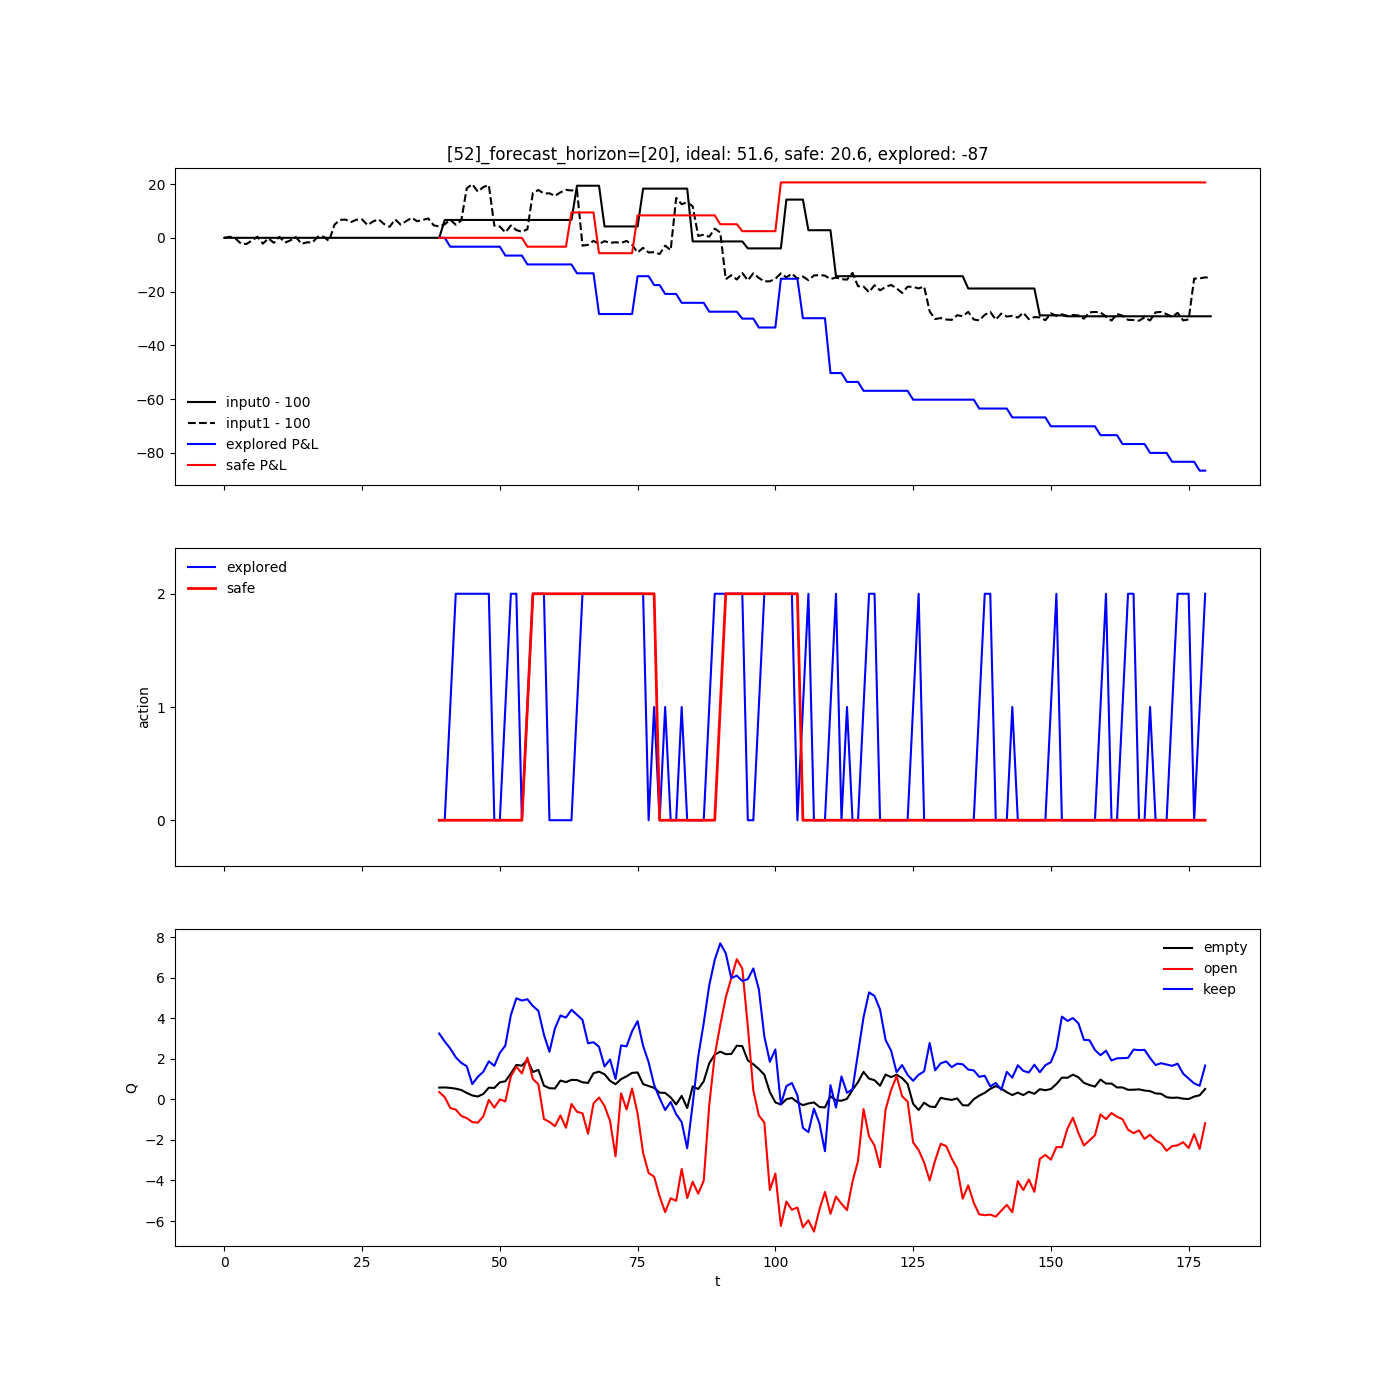 [52]_forecast_horizon=[20], ideal: 51.6, safe: 20.6, explored: -87
20
0
−20
−40
−60
−80
input0 - 100
input1 - 100
explored P&L
safe P&L
action
2
1
0
explored
safe
Q
8
6
4
2
0
−2
−4
−6
empty
open
keep
0 25 50 75 100 125 150 175
t